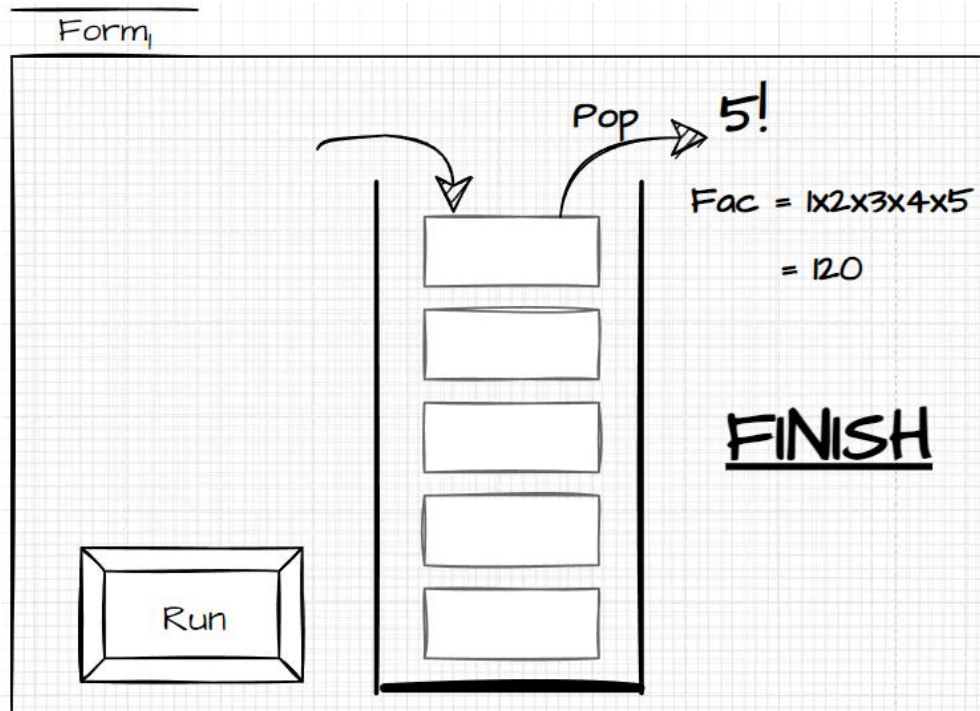 Form1
Pop
5!
Fac = 1x2x3x4x5
= 120
FINISH
Run